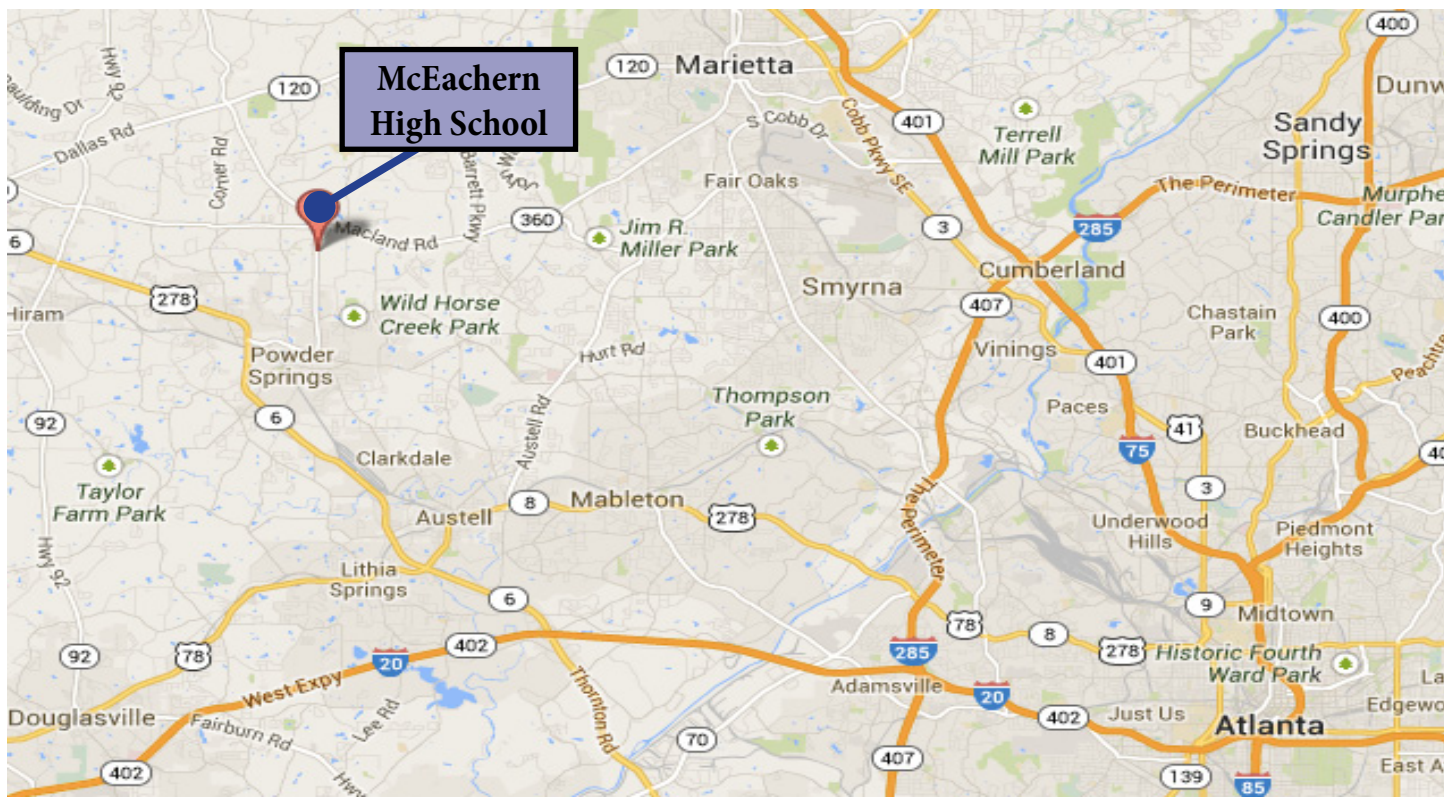 400
Hwy 92
Marietta
120
McEachern
High School
120
Dunw
401
S Cobb Dr
Cobb Pkwy SE
Terrell
Mill Park
Sandy
Springs
Dallas Rd
Corner Rd
Barrett Pkwy
Fair Oaks
The Perimeter
Murphe
Candler Par
360
Macland Rd
Jim R.
Miller Park
3
285
6
Cumberland
278
Wild Horse
Creek Park
Smyrna
407
Chastain
Park
400
Hiram
Powder
Springs
Hurt Rd
Vinings
401
Peachtre
Thompson
Park
Paces
6
92
Austell Rd
41
Buckhead
75
Clarkdale
Taylor
Farm Park
8
Mableton
278
The Perimeter
3
Austell
Underwood
Hills
Piedmont
Heights
Hwy 92
Lithia
Springs
6
9
Midtown
78
8
278
Historic Fourth
Ward Park
92
78
20
402
285
West Expy
Thornton Rd
Adamsville
20
La
Douglasville
Fairburn Rd
Lee Rd
402
Just Us
Atlanta
Edgewo
70
402
407
139
85
East A